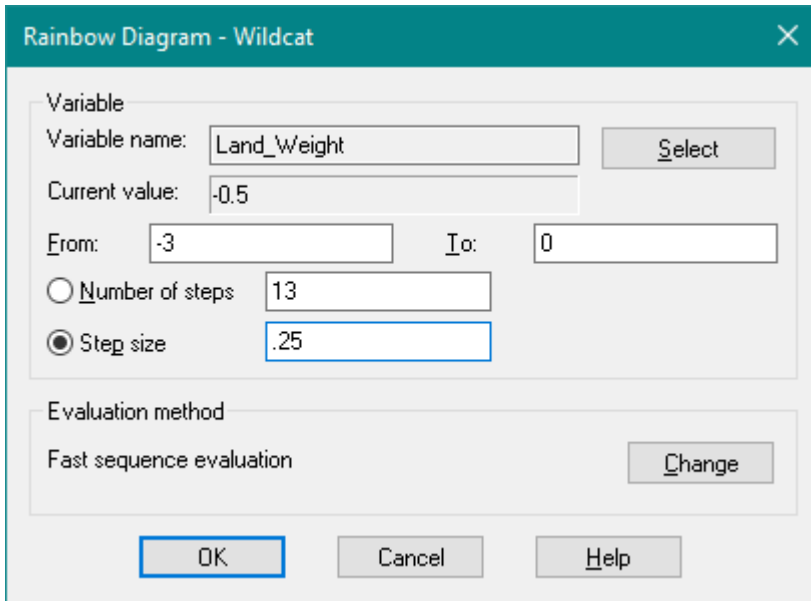 Rainbow Diagram - Wildcat
Variable
Variable name: Land_Weight Select
Current value: -0.5
From: -3 To: 0
Number of steps 13
Step size .25
Evaluation method
Fast sequence evaluation Change
OK Cancel Help